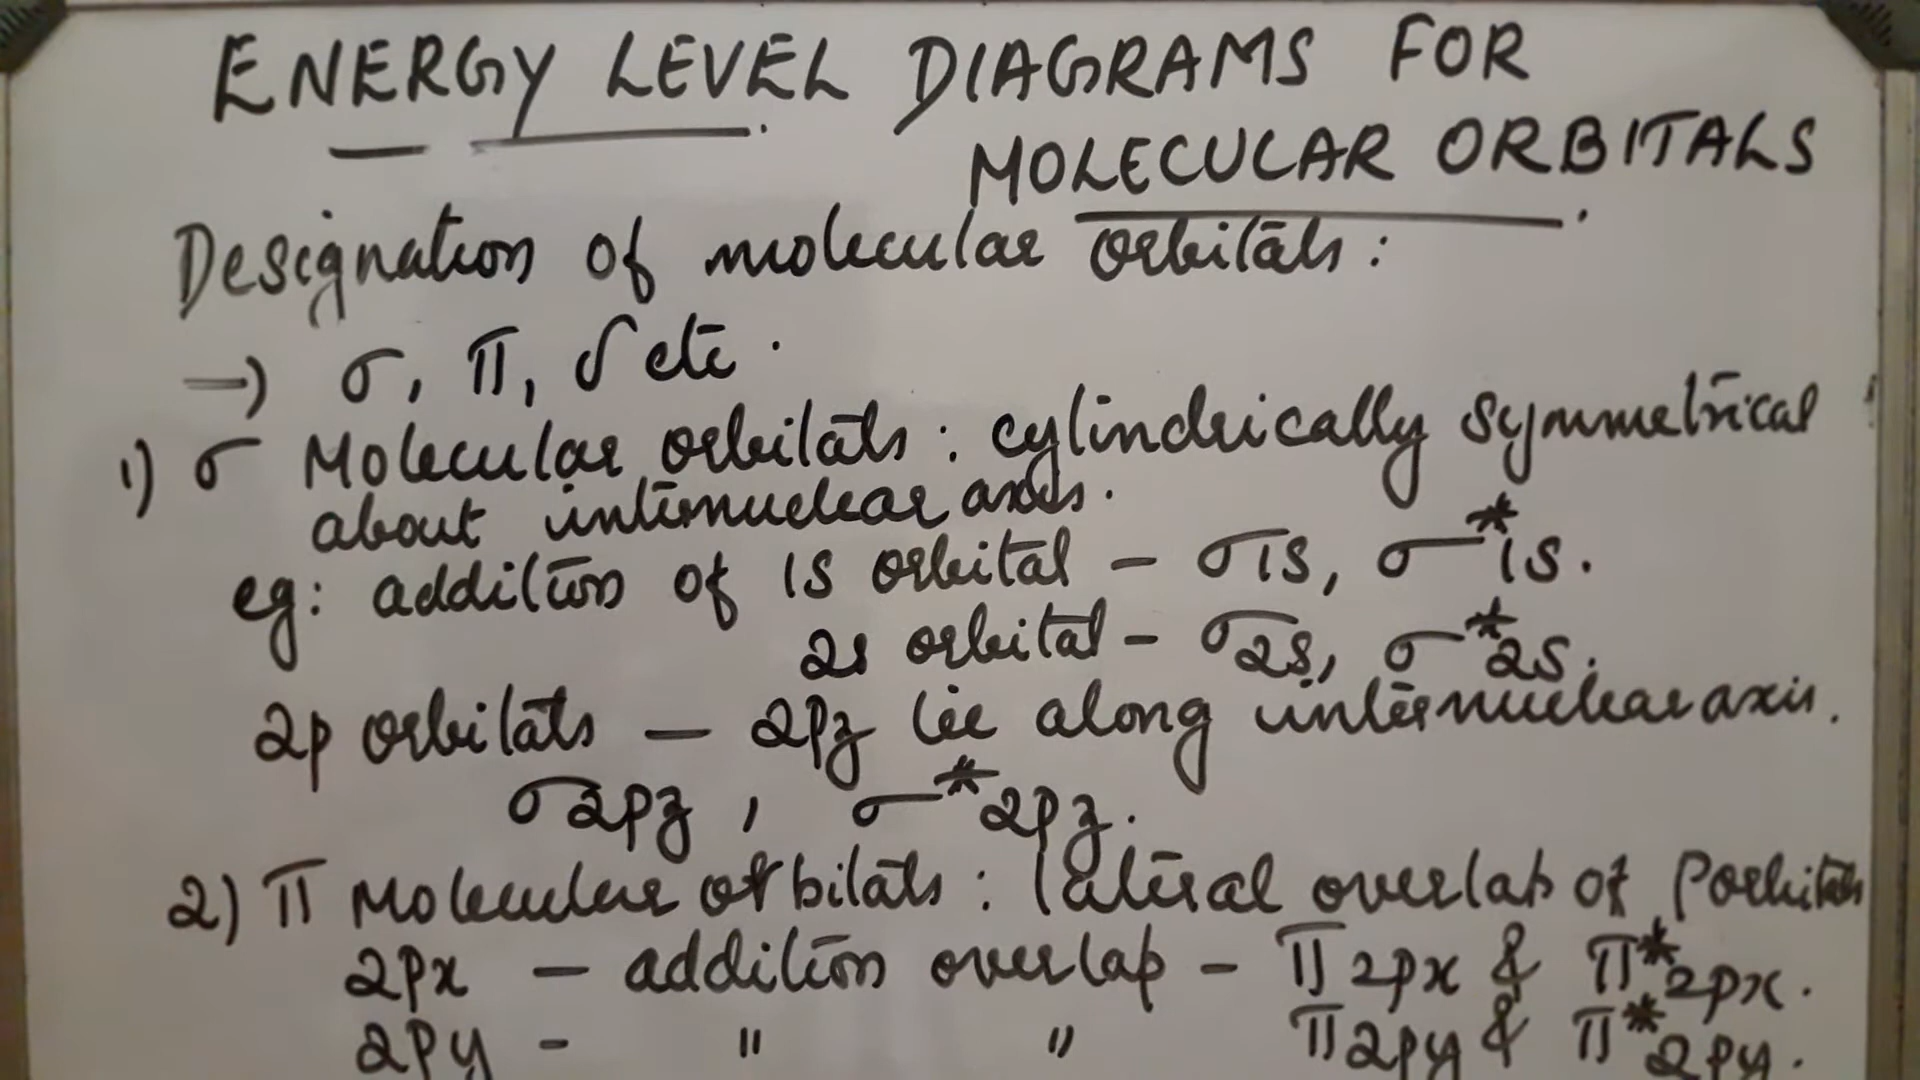 ENERGY LEVEL DIAGRAMS FOR
MOLECULAR ORBITALS
Designation of molecular orbitals :
→ σ, π, δ etc.
1) σ Molecular orbitals : cylindrically symmetrical
about internuclear axis.
eg: addition of 1s orbital – σ1s, σ*1s.
2s orbital – σ2s, σ*2s.
2p orbitals – 2pz lie along internuclear axis.
σ2pz , σ*2pz.
2) π Molecular orbitals : lateral overlap of p orbitals
2px – addition overlap – π2px & π*2px.
2py – " " π2py & π*2py.